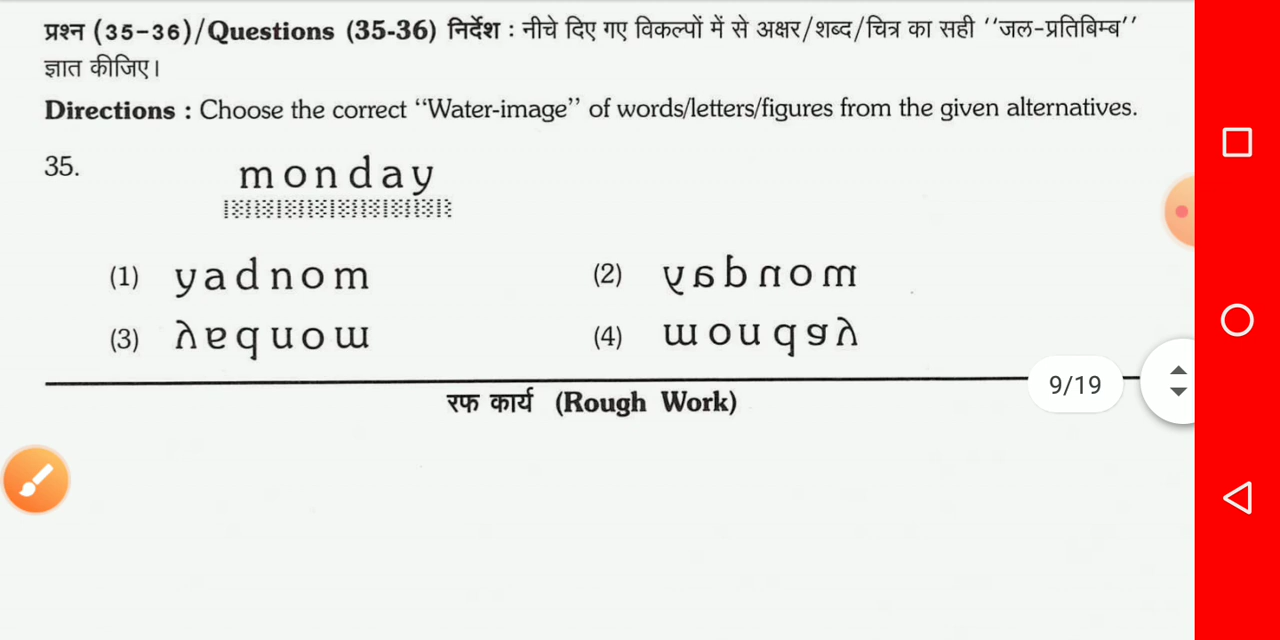 प्रश्न (35-36)/Questions (35-36) निर्देश : नीचे दिए गए विकल्पों में से अक्षर/शब्द/चित्र का सही ‘‘जल-प्रतिबिम्ब’’
ज्ञात कीजिए।
Directions : Choose the correct “Water-image” of words/letters/figures from the given alternatives.
35.
monday
(1) yadnom (2)
(3) (4)
9/19
रफ कार्य (Rough Work)